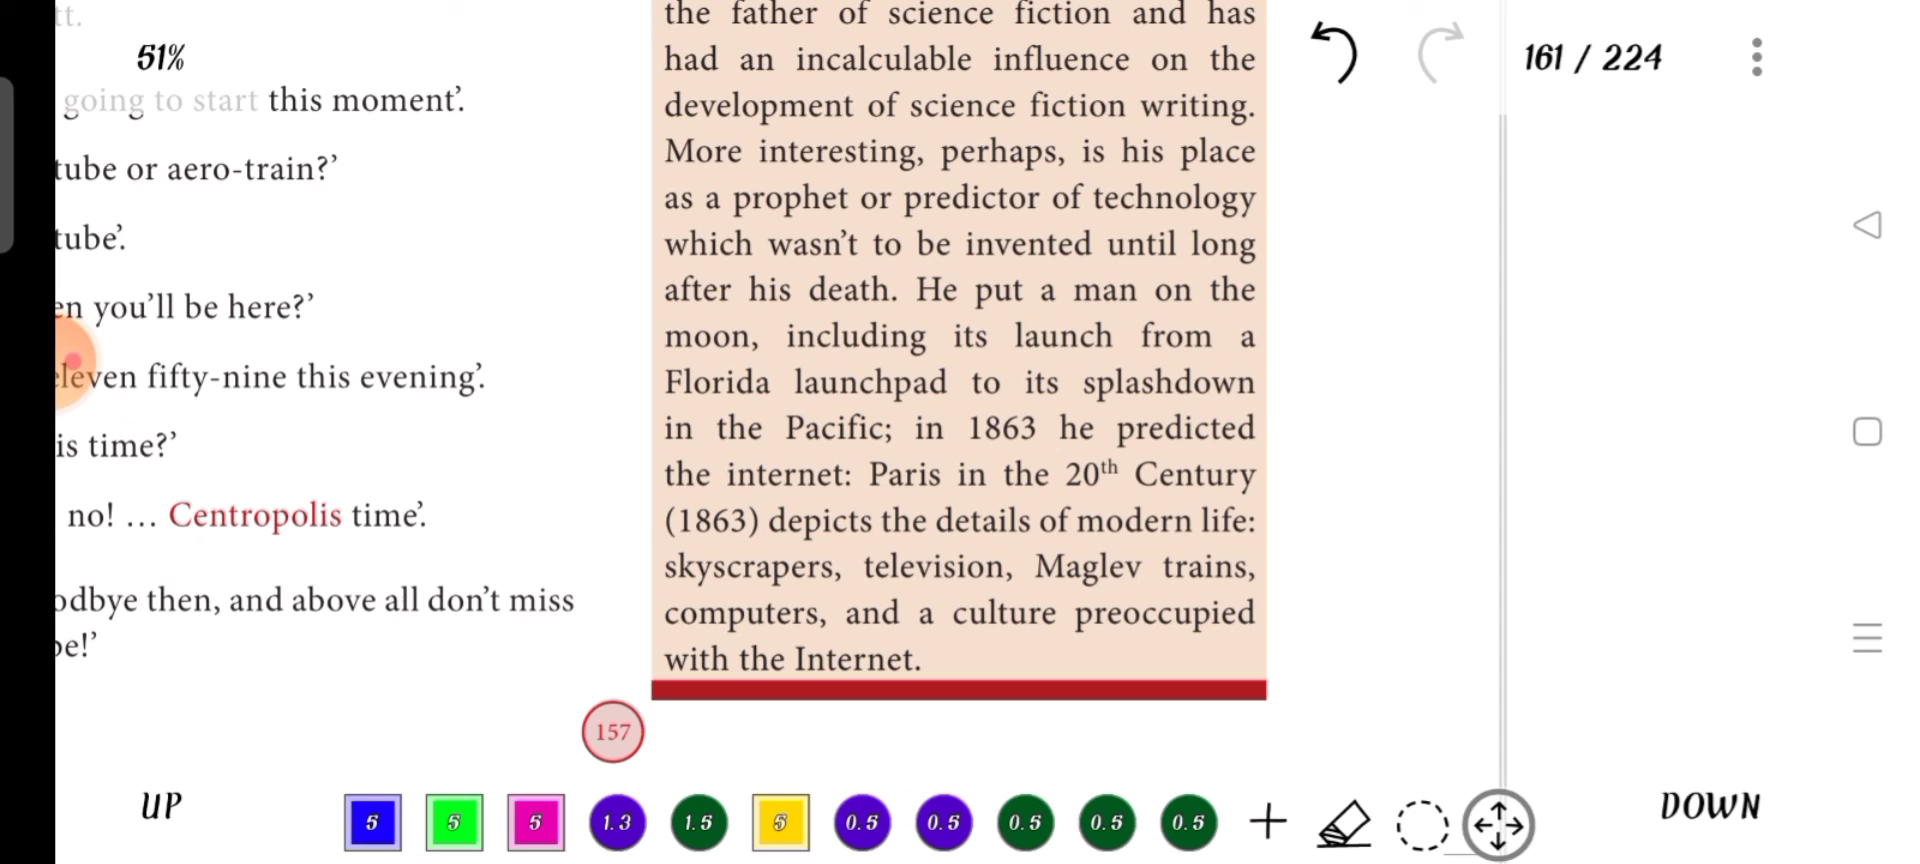 tt.
51%
going to start this moment’.
tube or aero-train?’
tube’.
en you’ll be here?’
eleven fifty-nine this evening’.
is time?’
no! … Centropolis time’.
odbye then, and above all don’t miss
be!’
the father of science fiction and has
had an incalculable influence on the
development of science fiction writing.
More interesting, perhaps, is his place
as a prophet or predictor of technology
which wasn’t to be invented until long
after his death. He put a man on the
moon, including its launch from a
Florida launchpad to its splashdown
in the Pacific; in 1863 he predicted
the internet: Paris in the 20th Century
(1863) depicts the details of modern life:
skyscrapers, television, Maglev trains,
computers, and a culture preoccupied
with the Internet.
161 / 224
157
UP
5 5 5 1.3 1.5 5 0.5 0.5 0.5 0.5 0.5
DOWN